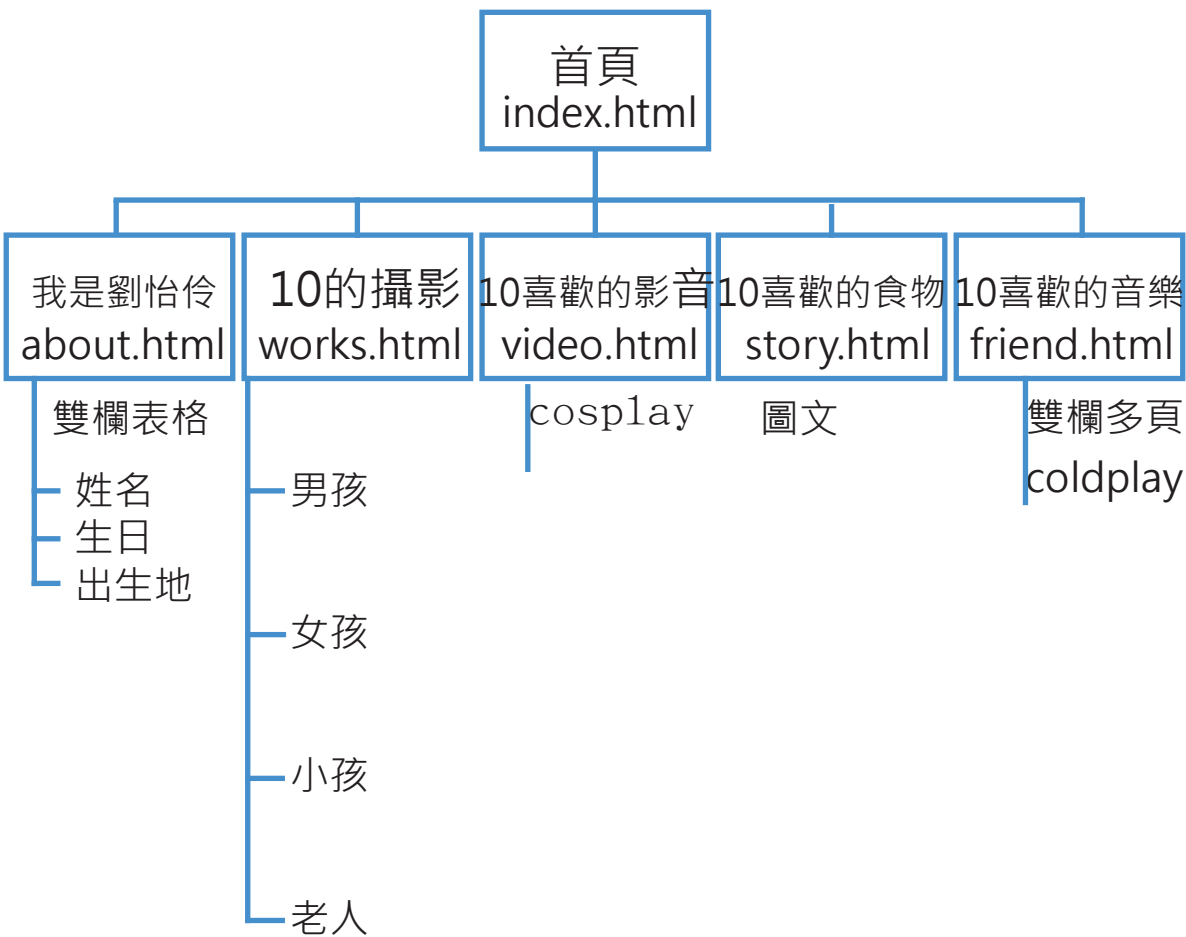 首頁
index.html
我是劉怡伶
about.html
10的攝影
works.html
10喜歡的影音
video.html
10喜歡的食物
story.html
10喜歡的音樂
friend.html
雙欄表格
姓名
生日
出生地
男孩
女孩
小孩
老人
cosplay
圖文
雙欄多頁
coldplay